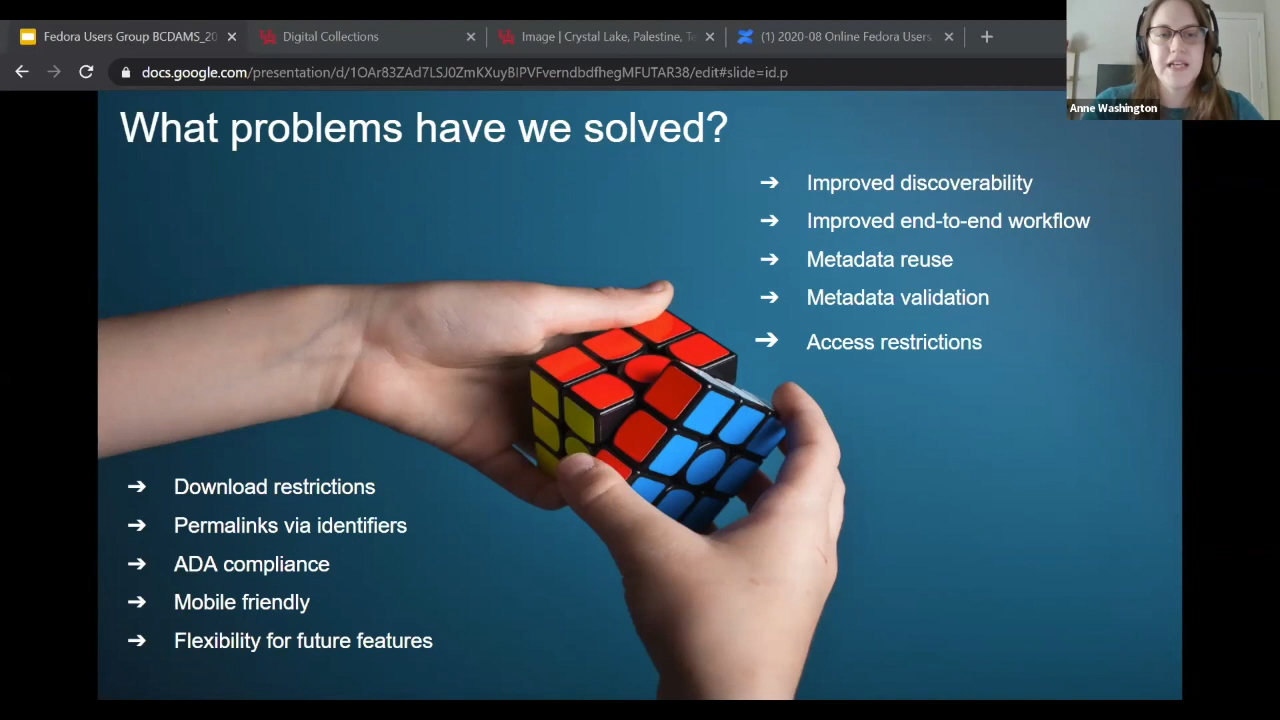 Fedora Users Group BCDAMS_20
Digital Collections
Image | Crystal Lake, Palestine, Te
(1) 2020-08 Online Fedora Users
docs.google.com/presentation/d/1OAr83ZAd7LSJ0ZmKXuyBIPVFverndbdfhegMFUTAR38/edit#slide=id.p
Anne Washington
What problems have we solved?
➔ Improved discoverability
➔ Improved end-to-end workflow
➔ Metadata reuse
➔ Metadata validation
➔ Access restrictions
➔ Download restrictions
➔ Permalinks via identifiers
➔ ADA compliance
➔ Mobile friendly
➔ Flexibility for future features